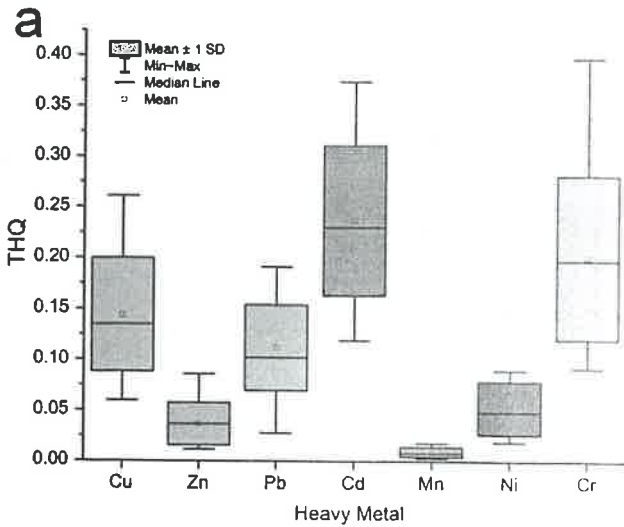 a
Mean ± 1 SD
Min–Max
Median Line
Mean
0.40
0.35
0.30
0.25
0.20
0.15
0.10
0.05
0.00
THQ
Cu Zn Pb Cd Mn Ni Cr
Heavy Metal